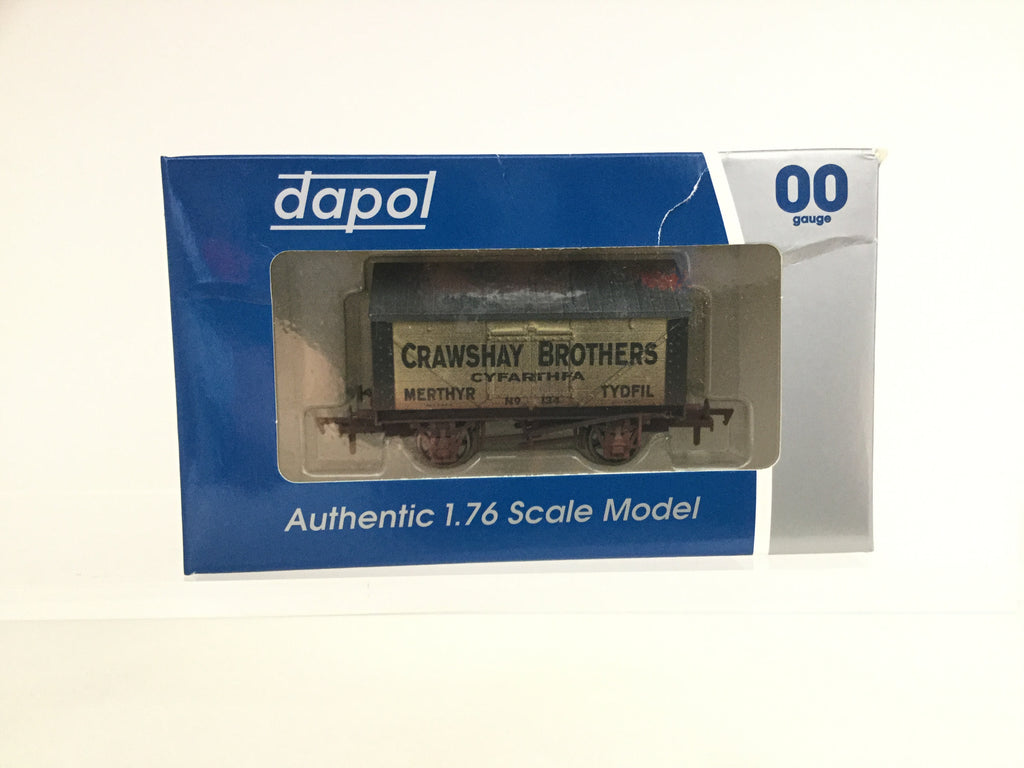 dapol
00
gauge
CRAWSHAY BROTHERS
CYFARTHFA
MERTHYR TYDFIL
No 134
Authentic 1.76 Scale Model